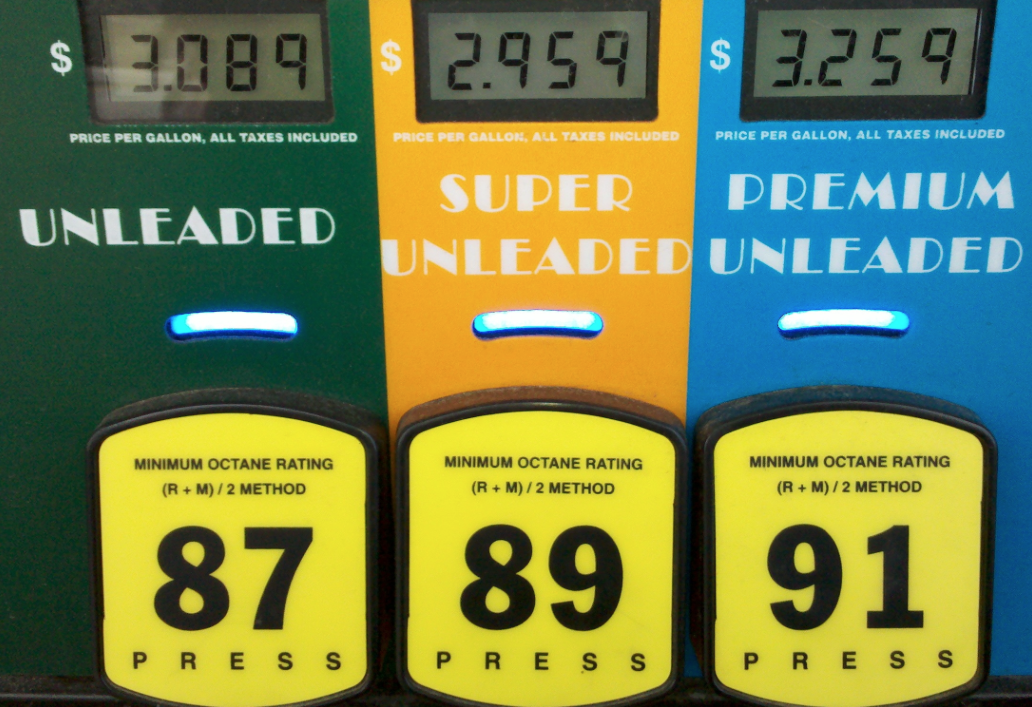 $ 3.089
PRICE PER GALLON, ALL TAXES INCLUDED
UNLEADED
MINIMUM OCTANE RATING
(R + M) / 2 METHOD
87
PRESS
$ 2.959
PRICE PER GALLON, ALL TAXES INCLUDED
SUPER
UNLEADED
MINIMUM OCTANE RATING
(R + M) / 2 METHOD
89
PRESS
$ 3.259
PRICE PER GALLON, ALL TAXES INCLUDED
PREMIUM
UNLEADED
MINIMUM OCTANE RATING
(R + M) / 2 METHOD
91
PRESS